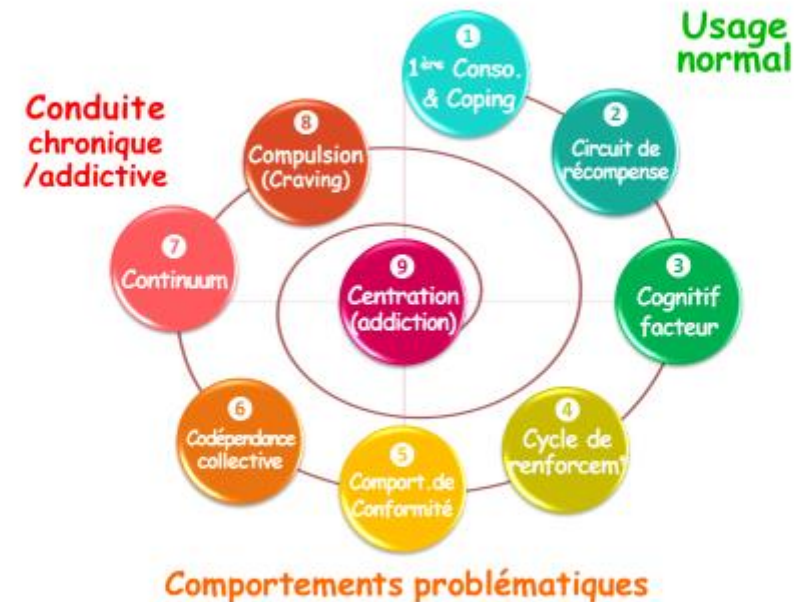 Usage
normal
Conduite
chronique
/addictive
1
1ère Conso.
& Coping
2
Circuit de
récompense
3
Cognitif
facteur
4
Cycle de
renforcemt
5
Comport.de
Conformité
6
Codépendance
collective
7
Continuum
8
Compulsion
(Craving)
9
Centration
(addiction)
Comportements problématiques